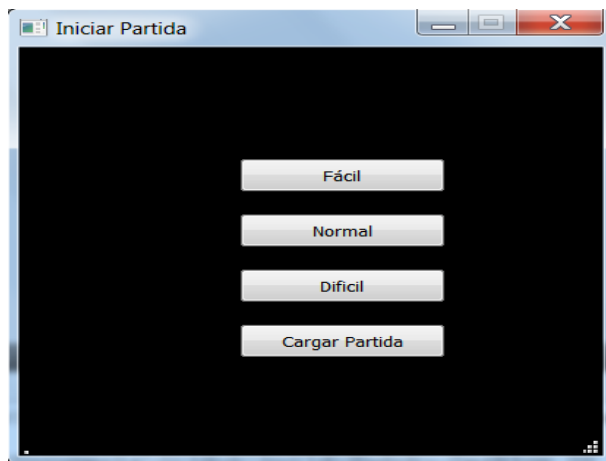 Iniciar Partida
Fácil
Normal
Dificil
Cargar Partida